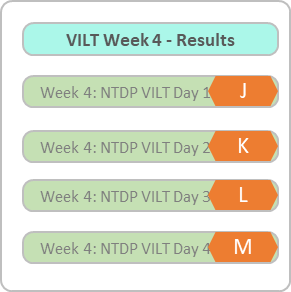 VILT Week 4 - Results
Week 4: NTDP VILT Day 1 J
Week 4: NTDP VILT Day 2 K
Week 4: NTDP VILT Day 3 L
Week 4: NTDP VILT Day 4 M